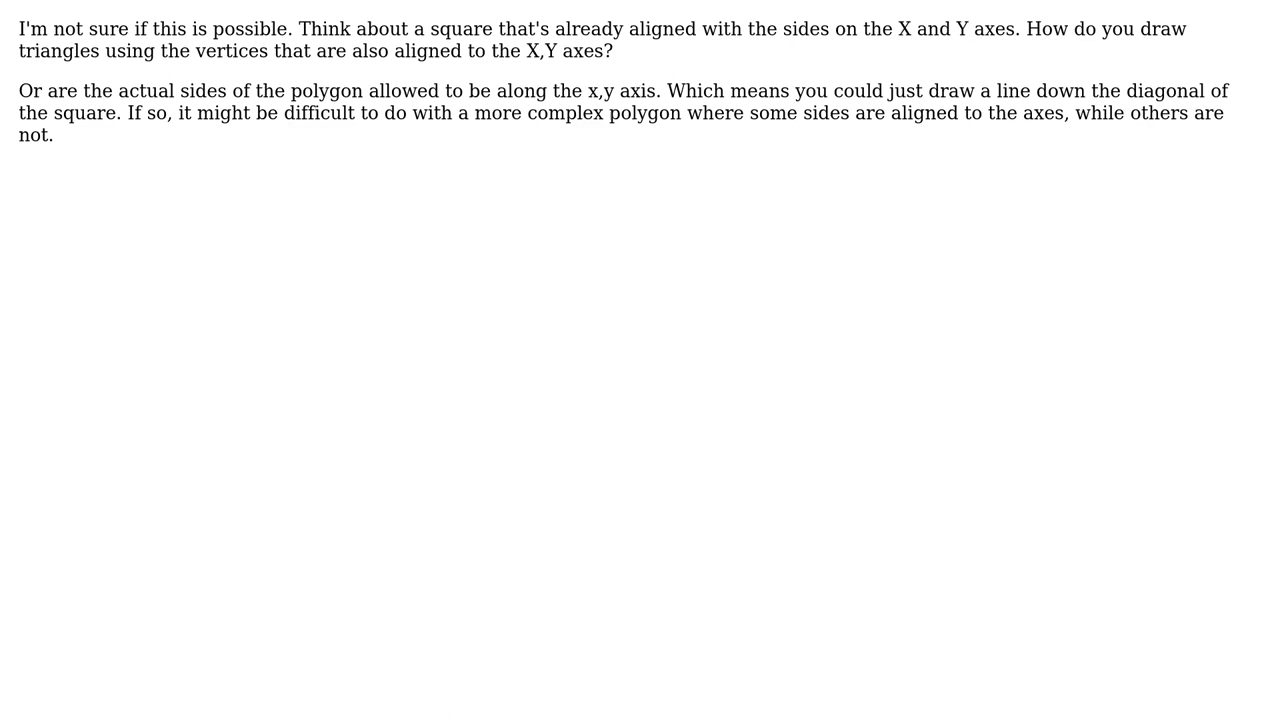 I'm not sure if this is possible. Think about a square that's already aligned with the sides on the X and Y axes. How do you draw
triangles using the vertices that are also aligned to the X,Y axes?
Or are the actual sides of the polygon allowed to be along the x,y axis. Which means you could just draw a line down the diagonal of
the square. If so, it might be difficult to do with a more complex polygon where some sides are aligned to the axes, while others are
not.